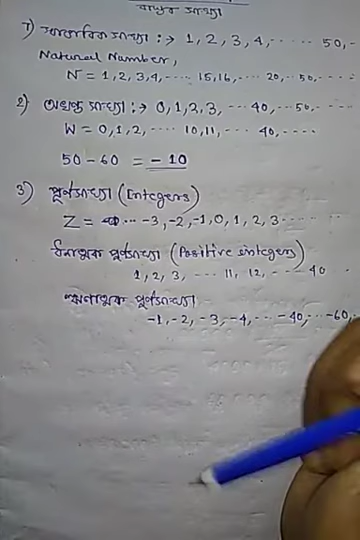 বাস্তব সংখ্যা
1) স্বাভাবিক সংখ্যা :→ 1, 2, 3, 4, ..... 50, -
Natural Number,
N = 1, 2, 3, 4, ..... 15, 16, .... 20, .. 50, - - - -
2) অখণ্ড সংখ্যা :→ 0, 1, 2, 3, ... 40, ... 50, ...
W = 0, 1, 2, .... 10, 11, .... 40, ....
50 - 60 = - 10
3) পূর্ণসংখ্যা (Integers)
Z = ... -3, -2, -1, 0, 1, 2, 3 .....
ধনাত্মক পূর্ণসংখ্যা (Positive integers)
1, 2, 3, .... 11, 12, .... 40
ঋণাত্মক পূর্ণসংখ্যা
-1, -2, -3, -4, ... -40, ... -60,